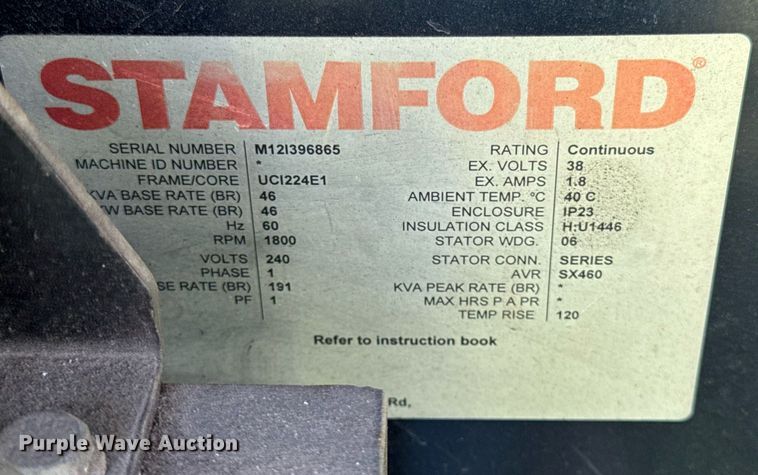 STAMFORD®
SERIAL NUMBER M12I396865
MACHINE ID NUMBER *
FRAME/CORE UCI224E1
KVA BASE RATE (BR) 46
KW BASE RATE (BR) 46
Hz 60
RPM 1800
VOLTS 240
PHASE 1
SE RATE (BR) 191
PF 1
RATING Continuous
EX. VOLTS 38
EX. AMPS 1.8
AMBIENT TEMP. °C 40 C
ENCLOSURE IP23
INSULATION CLASS H:U1446
STATOR WDG. 06
STATOR CONN. SERIES
AVR SX460
KVA PEAK RATE (BR) *
MAX HRS P A PR *
TEMP RISE 120
Refer to instruction book
Rd,
Purple Wave Auction